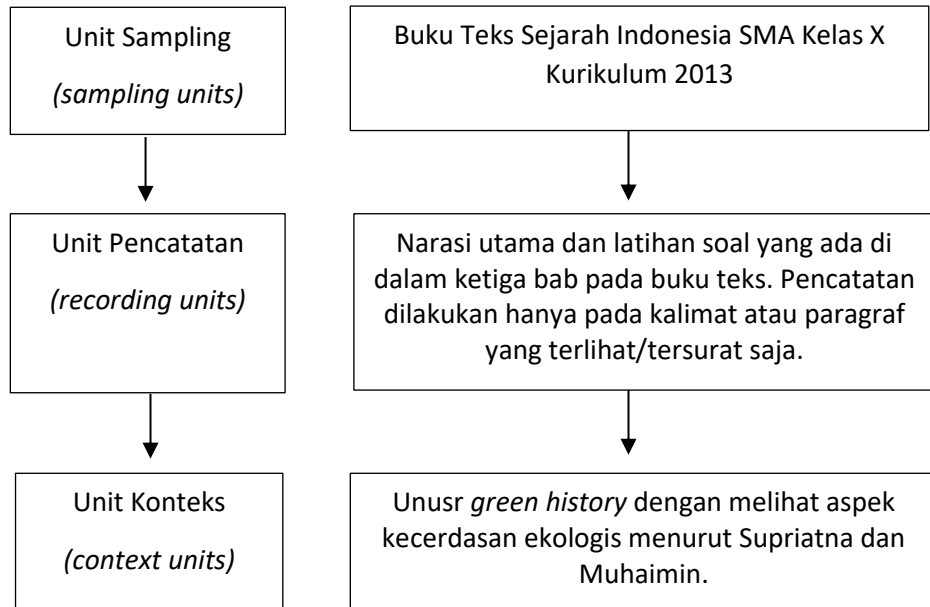 Unit Sampling
(sampling units)
Buku Teks Sejarah Indonesia SMA Kelas X
Kurikulum 2013
Unit Pencatatan
(recording units)
Narasi utama dan latihan soal yang ada di
dalam ketiga bab pada buku teks. Pencatatan
dilakukan hanya pada kalimat atau paragraf
yang terlihat/tersurat saja.
Unit Konteks
(context units)
Unusr green history dengan melihat aspek
kecerdasan ekologis menurut Supriatna dan
Muhaimin.